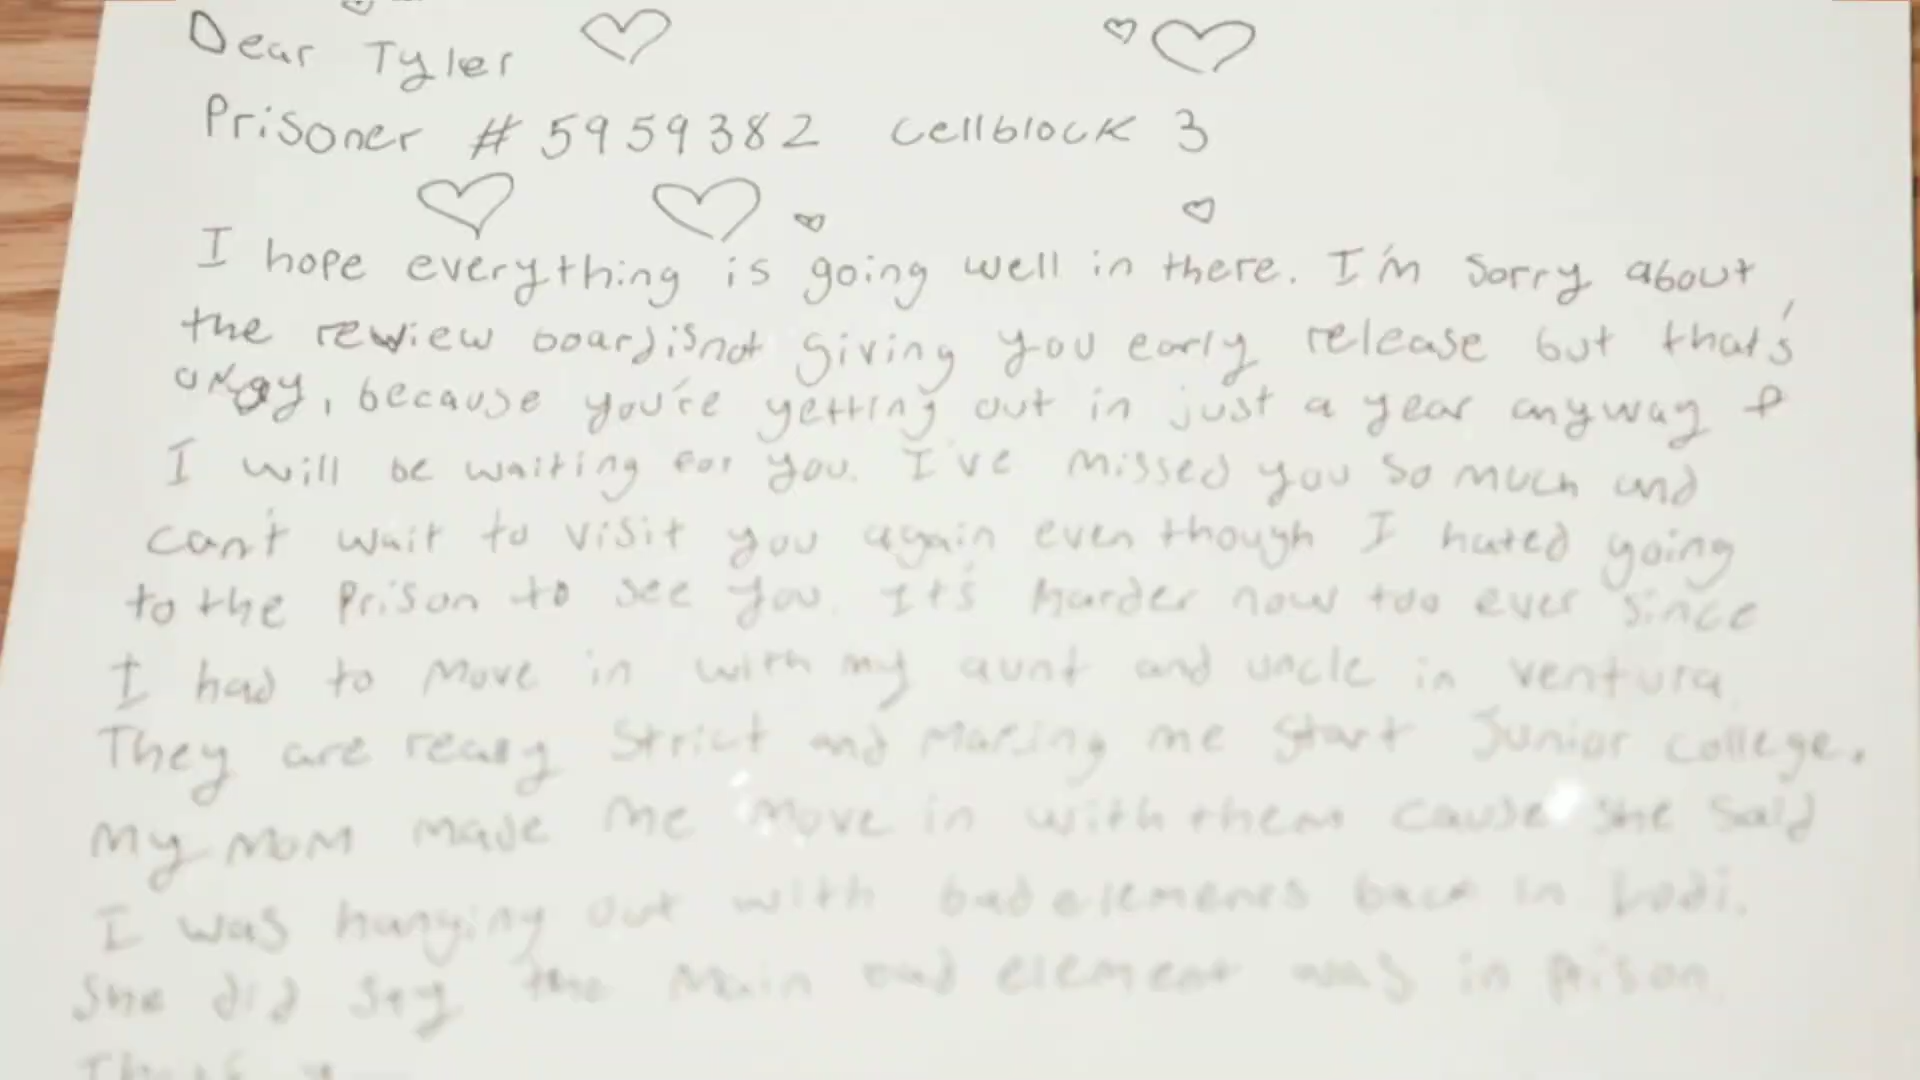 Dear Tyler
Prisoner # 5959382 cellblock 3
I hope everything is going well in there. I'm sorry about
the review board is not giving you early release but that's
okay, because you're getting out in just a year anyway &
I will be waiting for you. I've missed you so much and
can't wait to visit you again even though I hated going
to the prison to see you. It's harder now too ever since
I had to move in with my aunt and uncle in ventura.
They are really strict and making me start Junior college.
My mom made me move in with them cause she said
I was hanging out with bad elements back in Lodi.
She did say the main bad element was in prison.